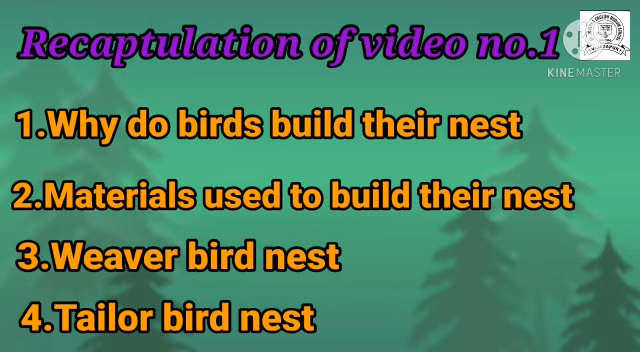 Recaptulation of video no.1
KINEMASTER
1.Why do birds build their nest
2.Materials used to build their nest
3.Weaver bird nest
4.Tailor bird nest